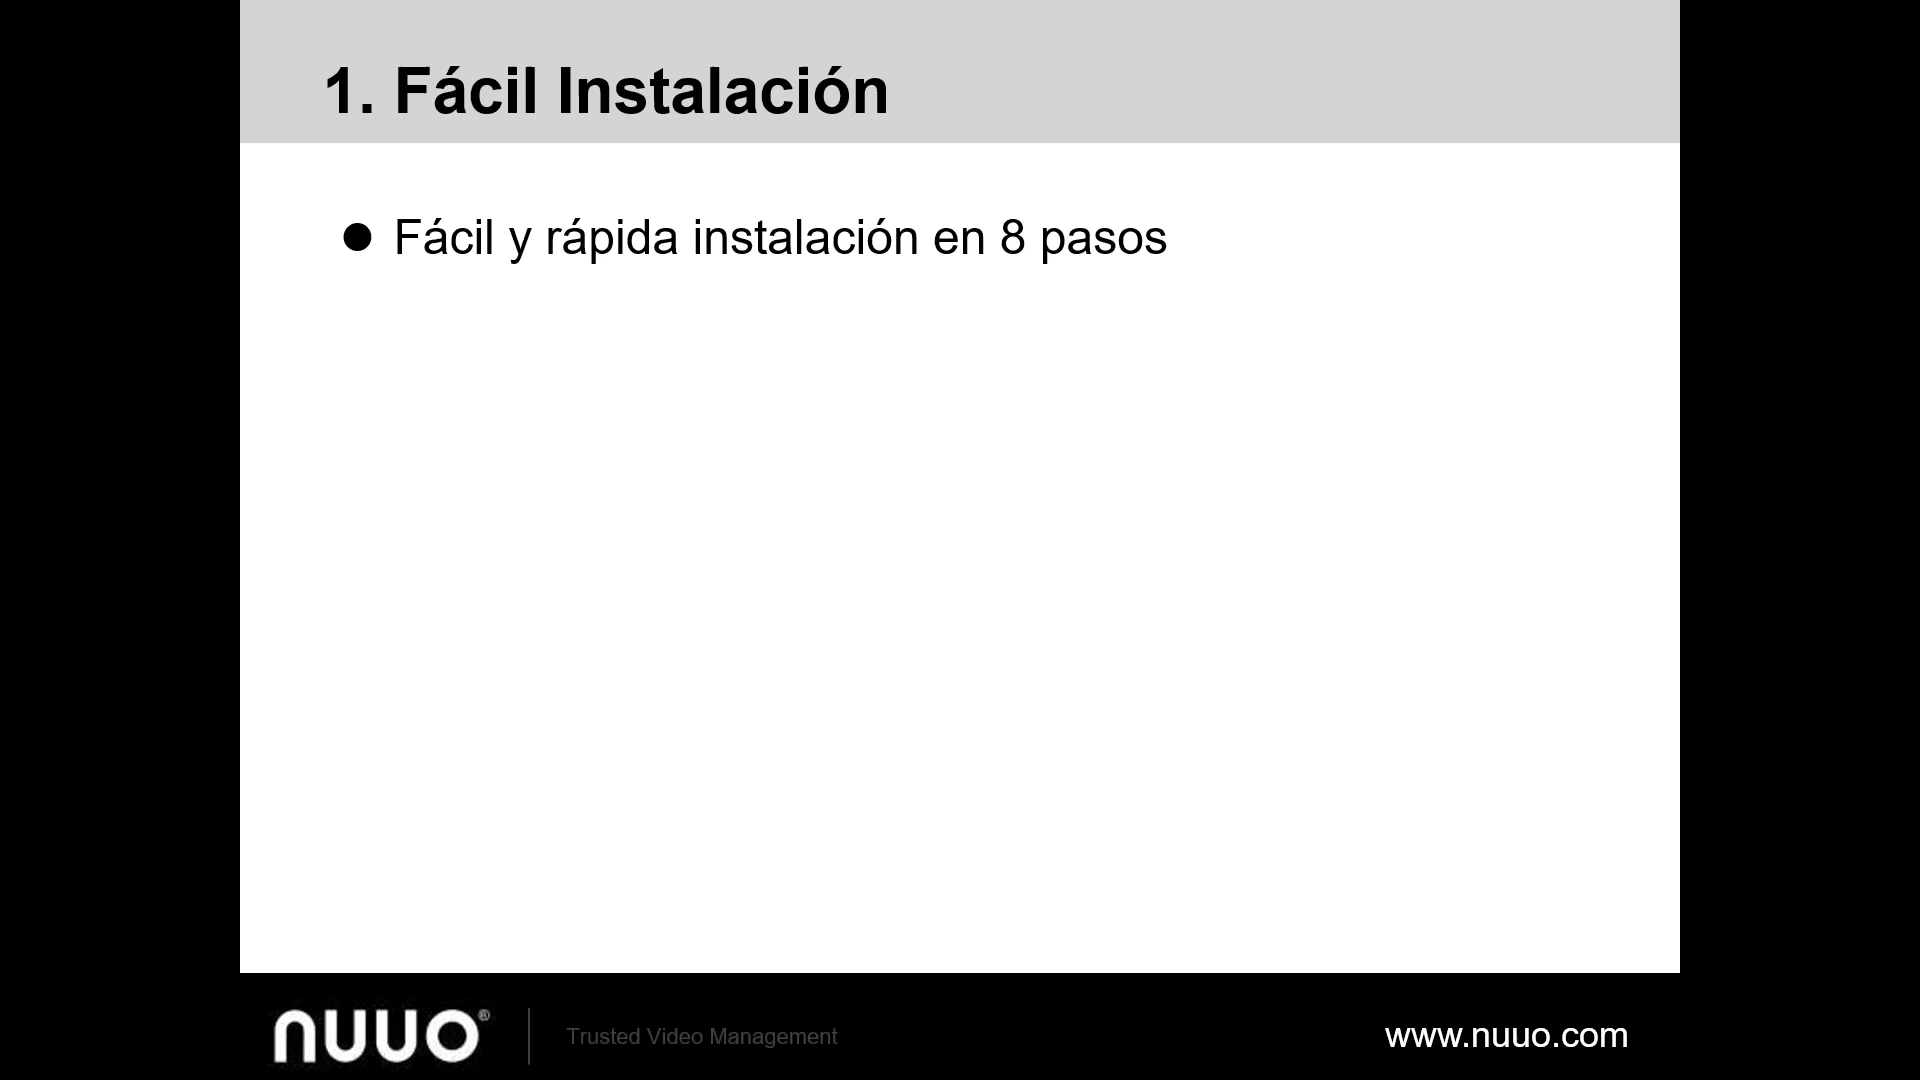 1. Fácil Instalación
● Fácil y rápida instalación en 8 pasos
nuuo®
Trusted Video Management
www.nuuo.com